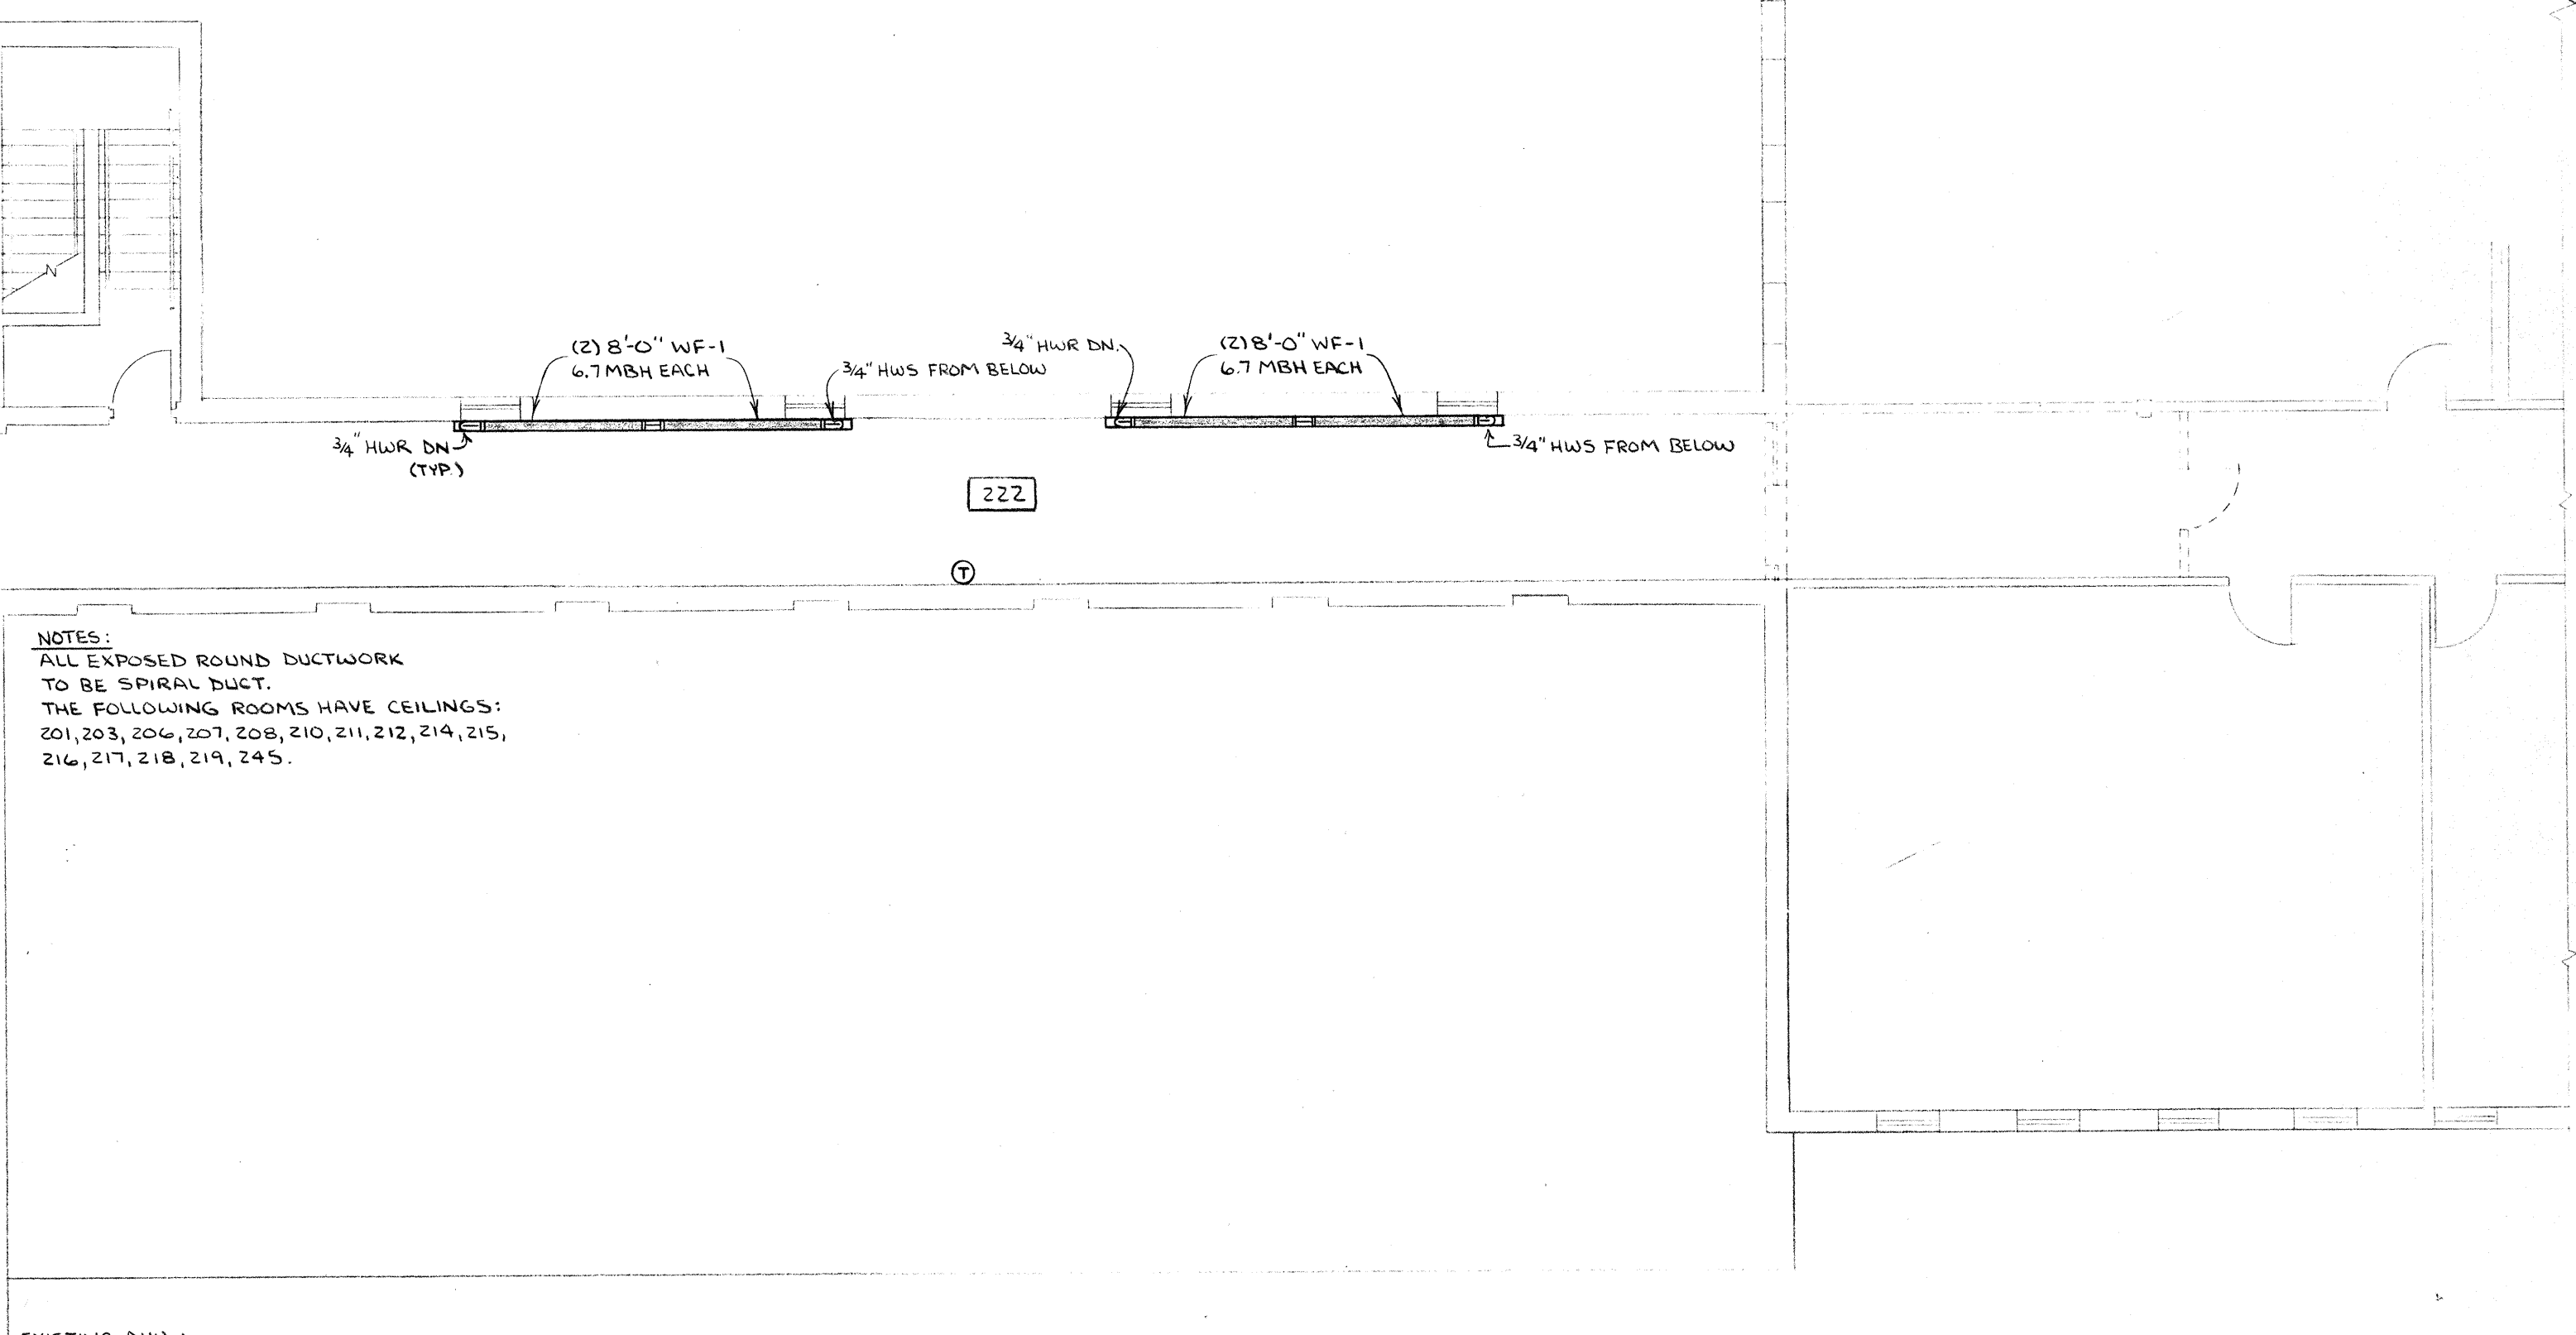 N
(2) 8'-0" WF-1
6.7 MBH EACH
3/4" HWS FROM BELOW
3/4" HWR DN.
(2) 8'-0" WF-1
6.7 MBH EACH
3/4" HWR DN
(TYP.)
3/4" HWS FROM BELOW
222
T
NOTES:
ALL EXPOSED ROUND DUCTWORK
TO BE SPIRAL DUCT.
THE FOLLOWING ROOMS HAVE CEILINGS:
201, 203, 206, 207, 208, 210, 211, 212, 214, 215,
216, 217, 218, 219, 245.